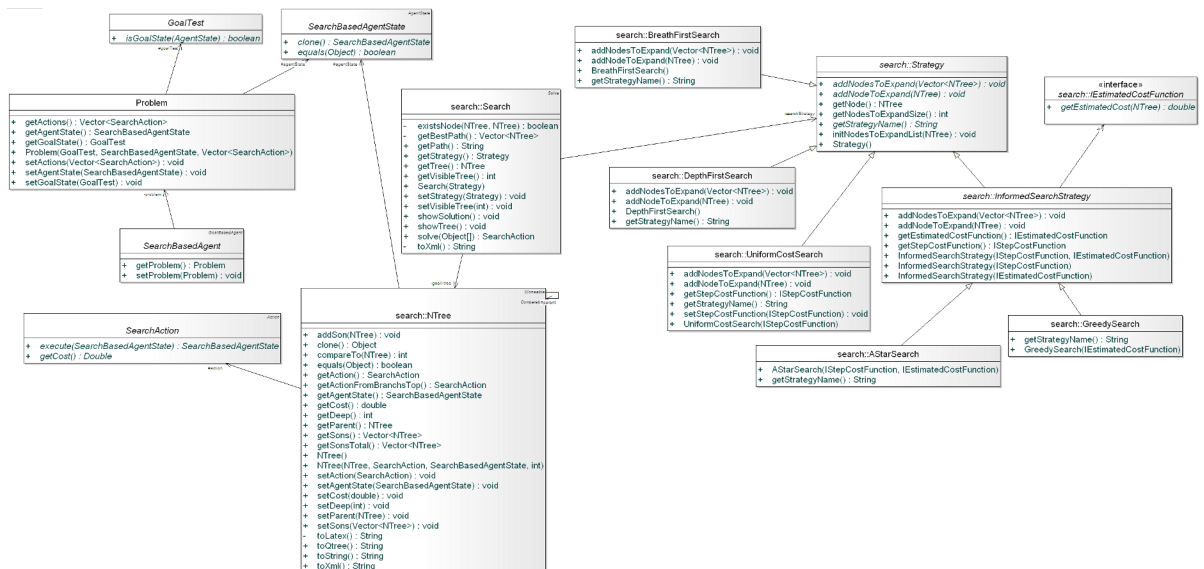 GoalTest
+ isGoalState(AgentState) : boolean
#goalTest
AgentState
SearchBasedAgentState
+ clone() : SearchBasedAgentState
+ equals(Object) : boolean
#agentState
#agentState
Problem
+ getActions() : Vector<SearchAction>
+ getAgentState() : SearchBasedAgentState
+ getGoalState() : GoalTest
+ Problem(GoalTest, SearchBasedAgentState, Vector<SearchAction>)
+ setActions(Vector<SearchAction>) : void
+ setAgentState(SearchBasedAgentState) : void
+ setGoalState(GoalTest) : void
#problem
GoalBasedAgent
SearchBasedAgent
+ getProblem() : Problem
+ setProblem(Problem) : void
Action
SearchAction
+ execute(SearchBasedAgentState) : SearchBasedAgentState
+ getCost() : Double
#action
Solve
search::Search
- existsNode(NTree, NTree) : boolean
- getBestPath() : Vector<NTree>
+ getPath() : String
+ getStrategy() : Strategy
+ getTree() : NTree
+ getVisibleTree() : int
+ Search(Strategy)
+ setStrategy(Strategy) : void
+ setVisibleTree(int) : void
+ showSolution() : void
+ showTree() : void
+ solve(Object[]) : SearchAction
- toXml() : String
search::NTree
+ addSon(NTree) : void
+ clone() : Object
+ compareTo(NTree) : int
+ equals(Object) : boolean
+ getAction() : SearchAction
+ getActionFromBranchsTop() : SearchAction
+ getAgentState() : SearchBasedAgentState
+ getCost() : double
+ getDeep() : int
+ getParent() : NTree
+ getSons() : Vector<NTree>
+ getSonsTotal() : Vector<NTree>
+ NTree()
+ NTree(NTree, SearchAction, SearchBasedAgentState, int)
+ setAction(SearchAction) : void
+ setAgentState(SearchBasedAgentState) : void
+ setCost(double) : void
+ setDeep(int) : void
+ setParent(NTree) : void
+ setSons(Vector<NTree>) : void
- toLatex() : String
+ toQtree() : String
+ toString() : String
+ toXml() : String
search::BreathFirstSearch
+ addNodesToExpand(Vector<NTree>) : void
+ addNodeToExpand(NTree) : void
+ BreathFirstSearch()
+ getStrategyName() : String
search::Strategy
+ addNodesToExpand(Vector<NTree>) : void
+ addNodeToExpand(NTree) : void
+ getNode() : NTree
+ getNodesToExpandSize() : int
+ getStrategyName() : String
+ initNodesToExpandList(NTree) : void
+ Strategy()
«interface»
search::IEstimatedCostFunction
+ getEstimatedCost(NTree) : double
search::DepthFirstSearch
+ addNodesToExpand(Vector<NTree>) : void
+ addNodeToExpand(NTree) : void
+ DepthFirstSearch()
+ getStrategyName() : String
search::InformedSearchStrategy
+ addNodesToExpand(Vector<NTree>) : void
+ addNodeToExpand(NTree) : void
+ getEstimatedCostFunction() : IEstimatedCostFunction
+ getStepCostFunction() : IStepCostFunction
+ InformedSearchStrategy(IStepCostFunction, IEstimatedCostFunction)
+ InformedSearchStrategy(IStepCostFunction)
+ InformedSearchStrategy(IEstimatedCostFunction)
search::UniformCostSearch
+ addNodesToExpand(Vector<NTree>) : void
+ addNodeToExpand(NTree) : void
+ getStepCostFunction() : IStepCostFunction
+ getStrategyName() : String
+ setStepCostFunction(IStepCostFunction) : void
+ UniformCostSearch(IStepCostFunction)
search::GreedySearch
+ getStrategyName() : String
+ GreedySearch(IEstimatedCostFunction)
search::AStarSearch
+ AStarSearch(IStepCostFunction, IEstimatedCostFunction)
+ getStrategyName() : String